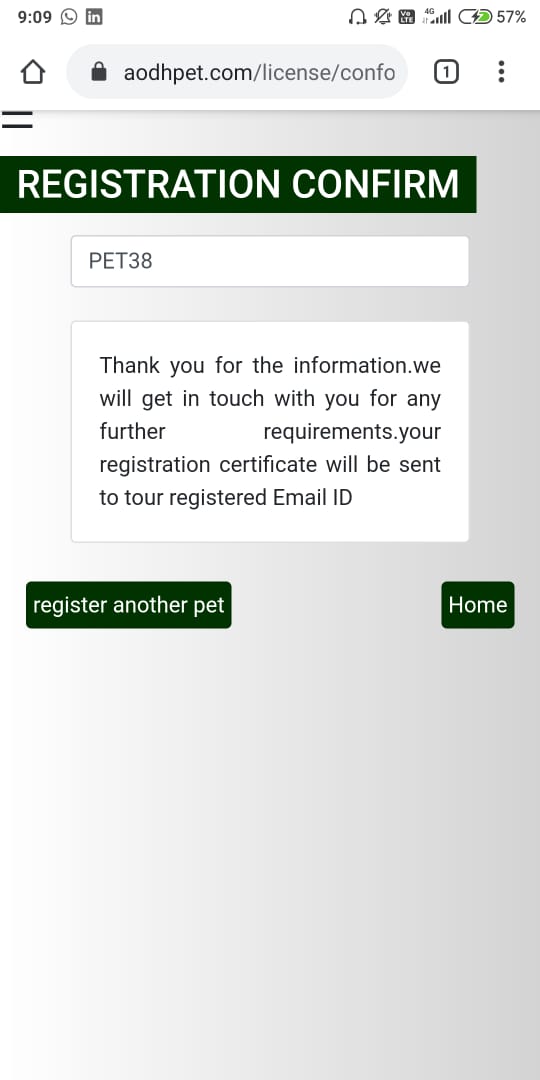 9:09 in Vo LTE 4G 57%
aodhpet.com/license/confo 1
REGISTRATION CONFIRM
PET38
Thank you for the information.we
will get in touch with you for any
further requirements.your
registration certificate will be sent
to tour registered Email ID
register another pet Home